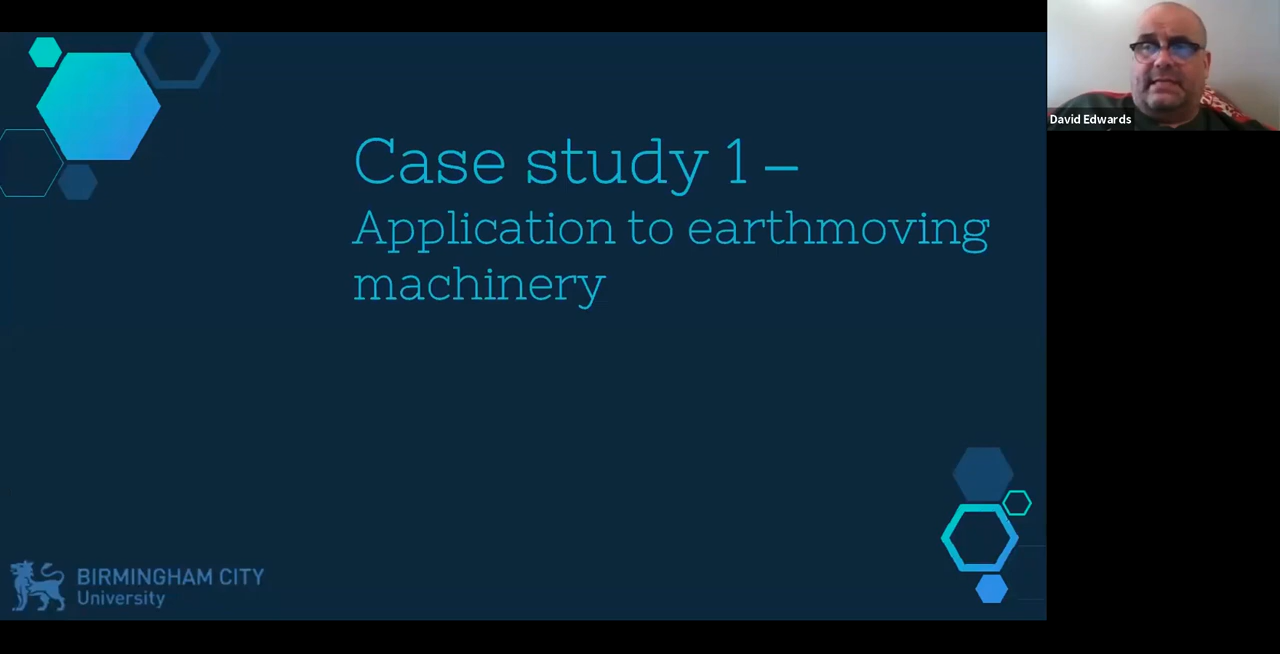 Case study 1 –
Application to earthmoving
machinery
David Edwards
BIRMINGHAM CITY
University